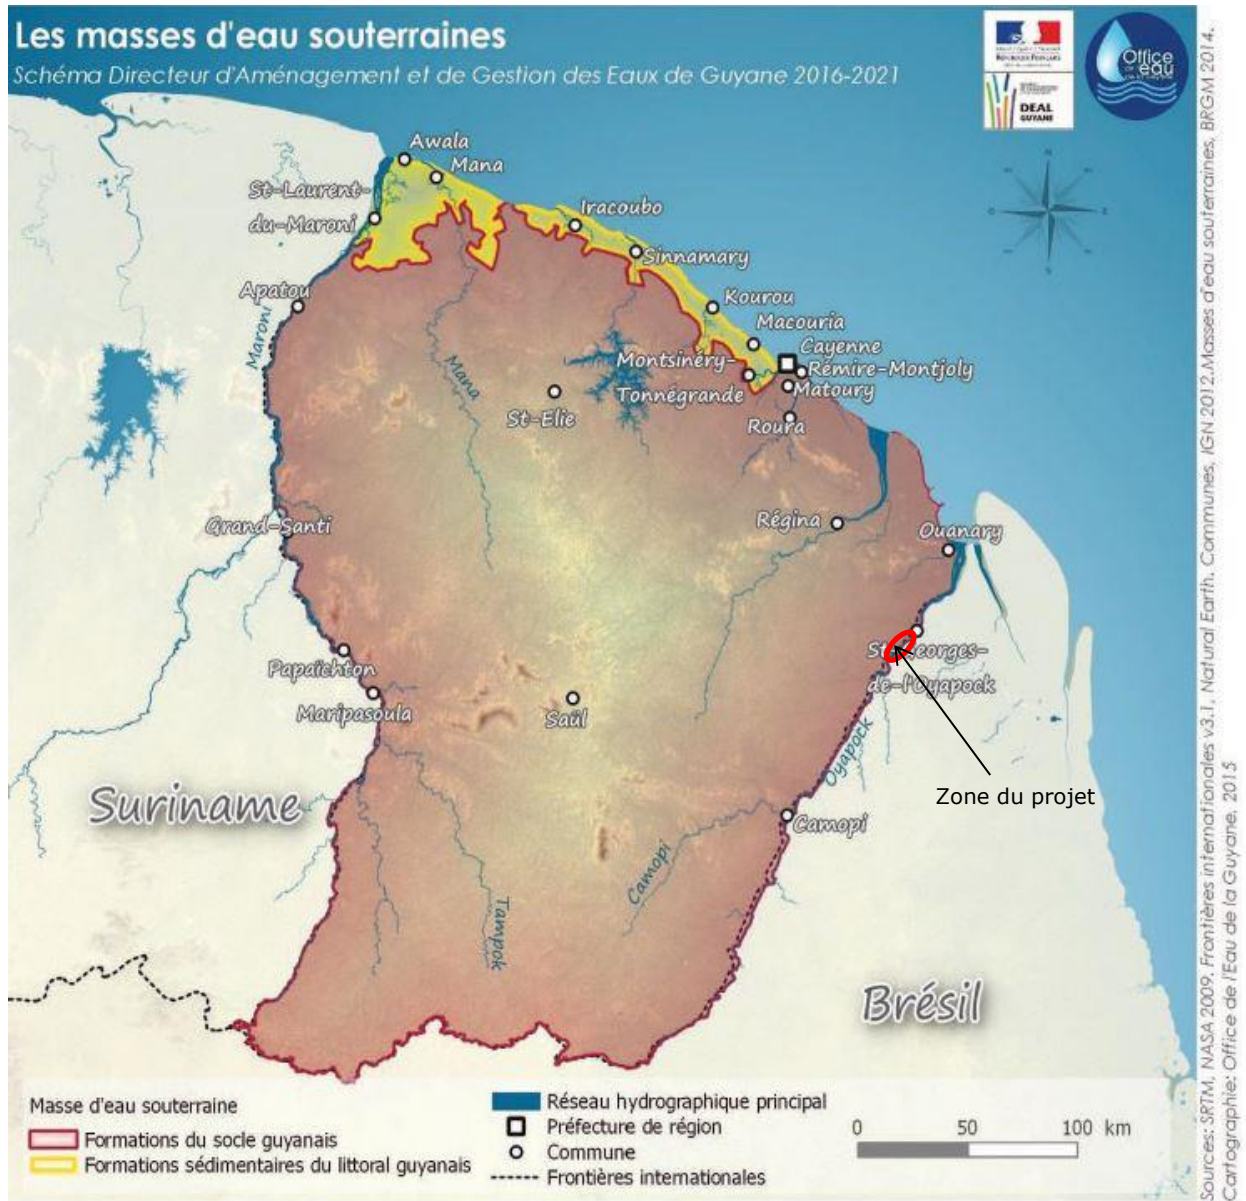 Les masses d'eau souterraines
Schéma Directeur d'Aménagement et de Gestion des Eaux de Guyane 2016-2021
RÉPUBLIQUE FRANÇAISE
DEAL
GUYANE
Office
de l'eau
N
O
E
S
Awala
Mana
St-Laurent-
du-Maroni
Iracoubo
Sinnamary
Apatou
Kourou
Maroni
Macouria
Cayenne
Montsinéry-
Tonnégrande
Rémire-Montjoly
Matoury
Mana
St-Elie
Roura
Grand-Santi
Régina
Ouanary
St-Georges-
de-l'Oyapock
Papaïchton
Maripasoula
Saül
Oyapock
Zone du projet
Suriname
Camopi
Camopi
Tampok
Brésil
Masse d'eau souterraine
Formations du socle guyanais
Formations sédimentaires du littoral guyanais
Réseau hydrographique principal
Préfecture de région
Commune
Frontières internationales
0 50 100 km
Sources: SRTM, NASA 2009. Frontières internationales v3.1, Natural Earth. Communes, IGN 2012. Masses d'eau souterraines, BRGM 2014.
Cartographie: Office de l'Eau de la Guyane, 2015